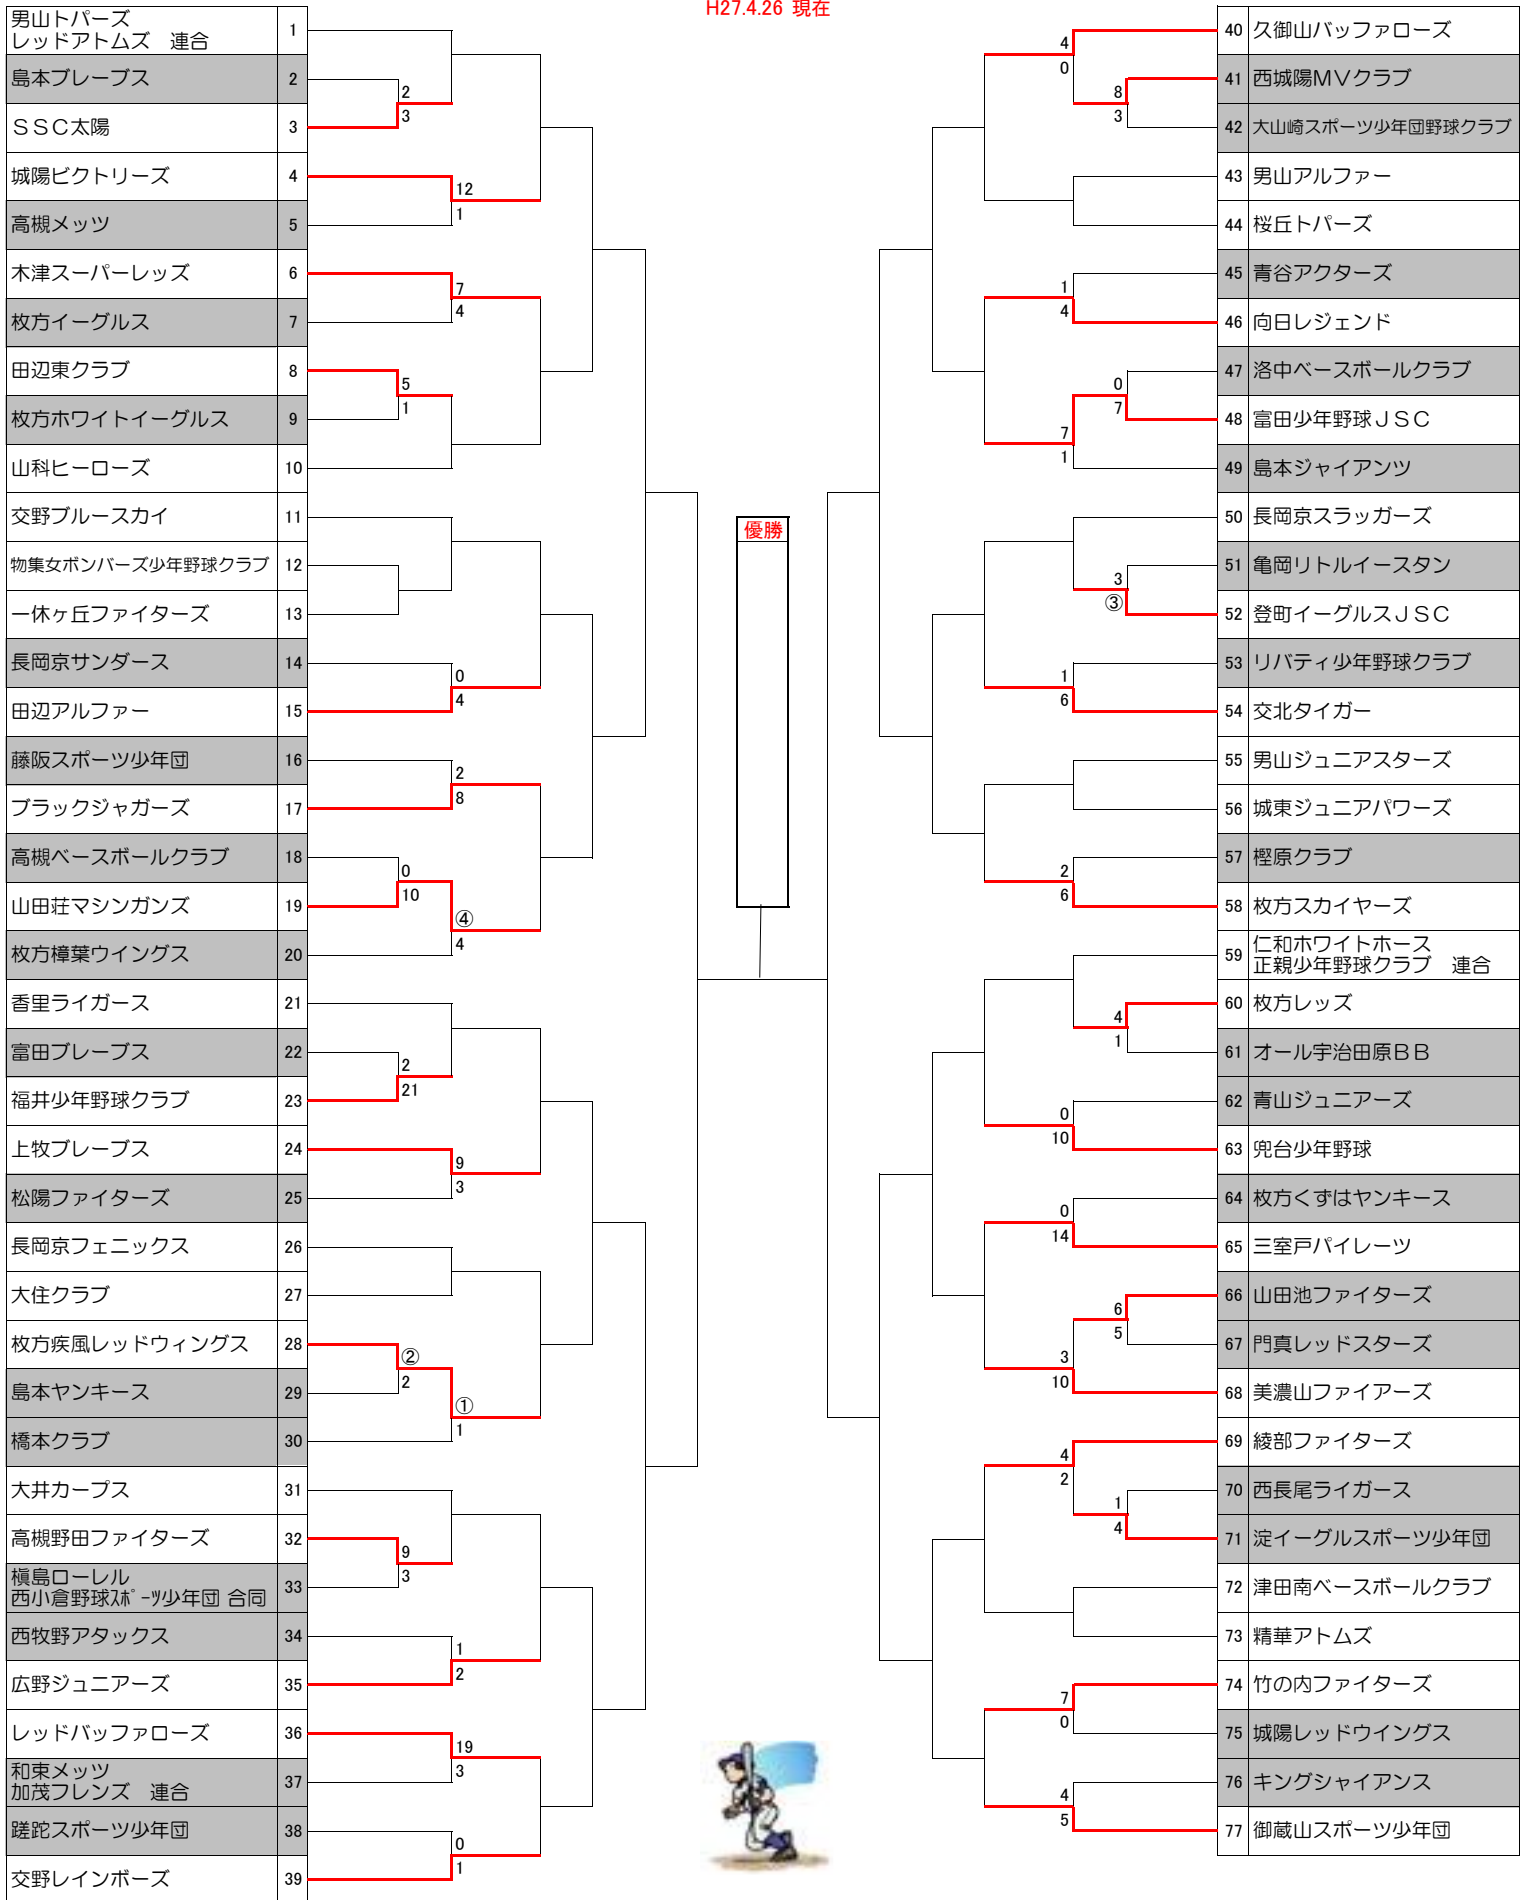 H27.4.26 現在
男山トパーズ
レッドアトムズ　連合
1
島本ブレーブス
2
ＳＳＣ太陽
3
城陽ビクトリーズ
4
高槻メッツ
5
木津スーパーレッズ
6
枚方イーグルス
7
田辺東クラブ
8
枚方ホワイトイーグルス
9
山科ヒーローズ
10
交野ブルースカイ
11
物集女ボンバーズ少年野球クラブ
12
一休ヶ丘ファイターズ
13
長岡京サンダース
14
田辺アルファー
15
藤阪スポーツ少年団
16
ブラックジャガーズ
17
高槻ベースボールクラブ
18
山田荘マシンガンズ
19
枚方樟葉ウイングス
20
香里ライガース
21
富田ブレーブス
22
福井少年野球クラブ
23
上牧ブレーブス
24
松陽ファイターズ
25
長岡京フェニックス
26
大住クラブ
27
枚方疾風レッドウィングス
28
島本ヤンキース
29
橋本クラブ
30
大井カープス
31
高槻野田ファイターズ
32
槇島ローレル
西小倉野球ｽﾎﾟｰﾂ少年団 合同
33
西牧野アタックス
34
広野ジュニアーズ
35
レッドバッファローズ
36
和束メッツ
加茂フレンズ　連合
37
蹉跎スポーツ少年団
38
交野レインボーズ
39
2
3
12
1
7
4
5
1
0
4
2
8
0
10
④
4
2
21
9
3
②
2
①
1
9
3
1
2
19
3
0
1
優勝
4
0
8
3
1
4
0
7
7
1
3
③
1
6
2
6
4
1
0
10
0
14
6
5
3
10
4
2
1
4
7
0
4
5
40 久御山バッファローズ
41 西城陽ＭＶクラブ
42 大山崎スポーツ少年団野球クラブ
43 男山アルファー
44 桜丘トパーズ
45 青谷アクターズ
46 向日レジェンド
47 洛中ベースボールクラブ
48 富田少年野球ＪＳＣ
49 島本ジャイアンツ
50 長岡京スラッガーズ
51 亀岡リトルイースタン
52 登町イーグルスＪＳＣ
53 リバティ少年野球クラブ
54 交北タイガー
55 男山ジュニアスターズ
56 城東ジュニアパワーズ
57 樫原クラブ
58 枚方スカイヤーズ
59 仁和ホワイトホース
正親少年野球クラブ　連合
60 枚方レッズ
61 オール宇治田原ＢＢ
62 青山ジュニアーズ
63 兜台少年野球
64 枚方くずはヤンキース
65 三室戸パイレーツ
66 山田池ファイターズ
67 門真レッドスターズ
68 美濃山ファイアーズ
69 綾部ファイターズ
70 西長尾ライガース
71 淀イーグルスポーツ少年団
72 津田南ベースボールクラブ
73 精華アトムズ
74 竹の内ファイターズ
75 城陽レッドウイングス
76 キングシャイアンス
77 御蔵山スポーツ少年団